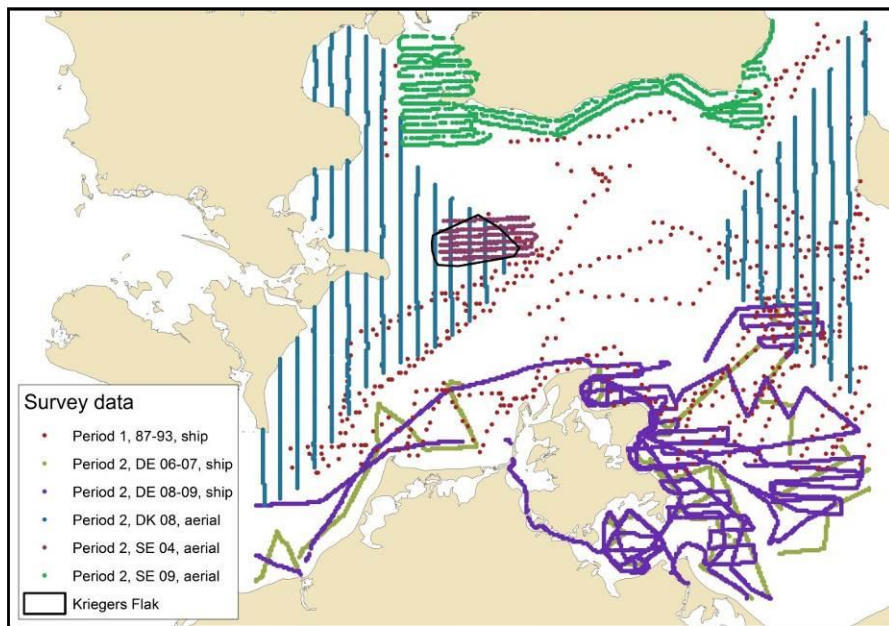 Survey data
Period 1, 87-93, ship
Period 2, DE 06-07, ship
Period 2, DE 08-09, ship
Period 2, DK 08, aerial
Period 2, SE 04, aerial
Period 2, SE 09, aerial
Kriegers Flak